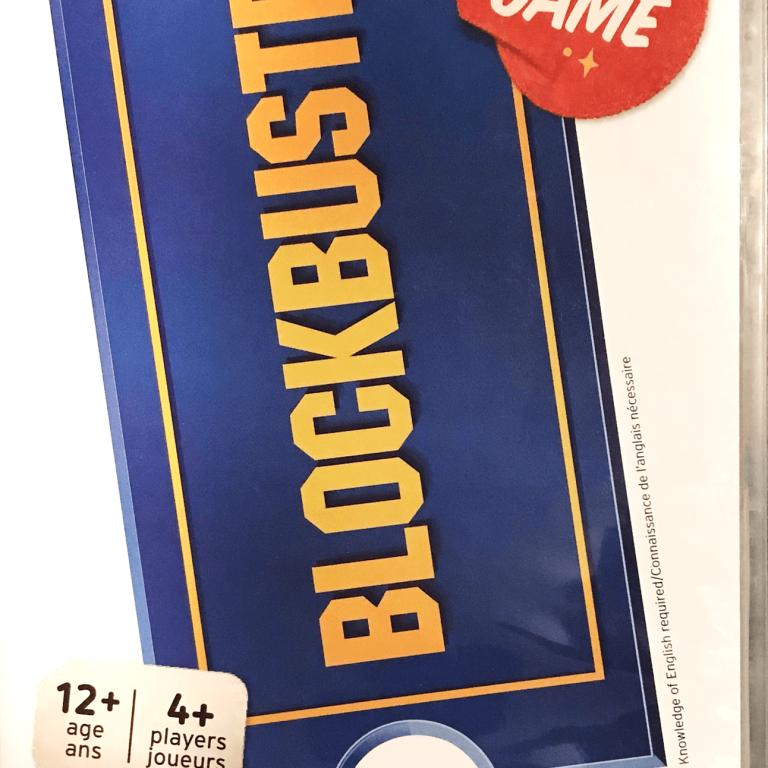 GAME
BLOCKBUST
Knowledge of English required/Connaissance de l'anglais nécessaire
12+
age
ans
4+
players
joueurs